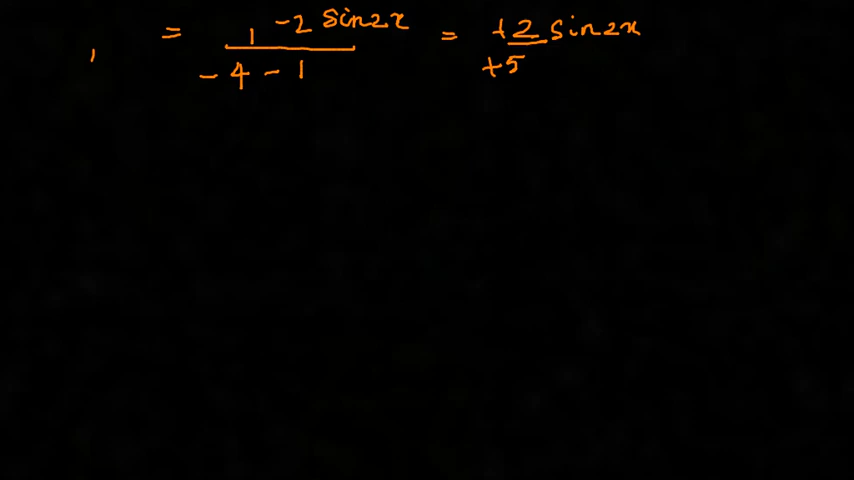 = 1 -2 sin2x = +2 sin2x
-4 - 1 +5